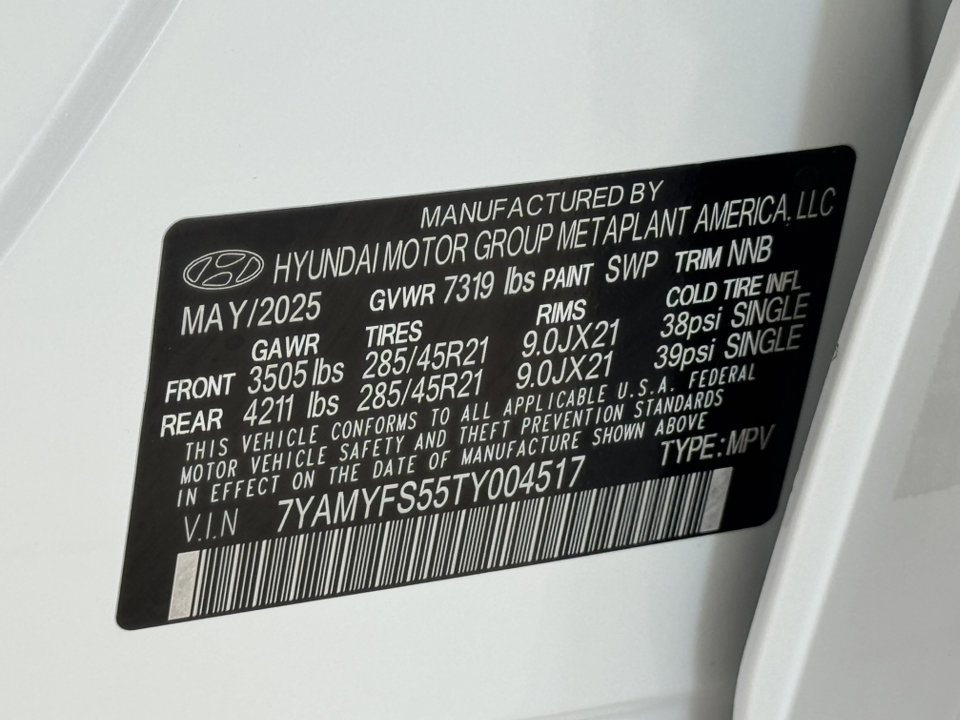 MANUFACTURED BY
HYUNDAI MOTOR GROUP METAPLANT AMERICA, LLC
MAY/2025 GVWR 7319 lbs PAINT SWP TRIM NNB
GAWR TIRES RIMS COLD TIRE INFL
FRONT 3505 lbs 285/45R21 9.0JX21 38psi SINGLE
REAR 4211 lbs 285/45R21 9.0JX21 39psi SINGLE
THIS VEHICLE CONFORMS TO ALL APPLICABLE U.S.A. FEDERAL
MOTOR VEHICLE SAFETY AND THEFT PREVENTION STANDARDS
IN EFFECT ON THE DATE OF MANUFACTURE SHOWN ABOVE
V.I.N 7YAMYFS55TY004517 TYPE: MPV